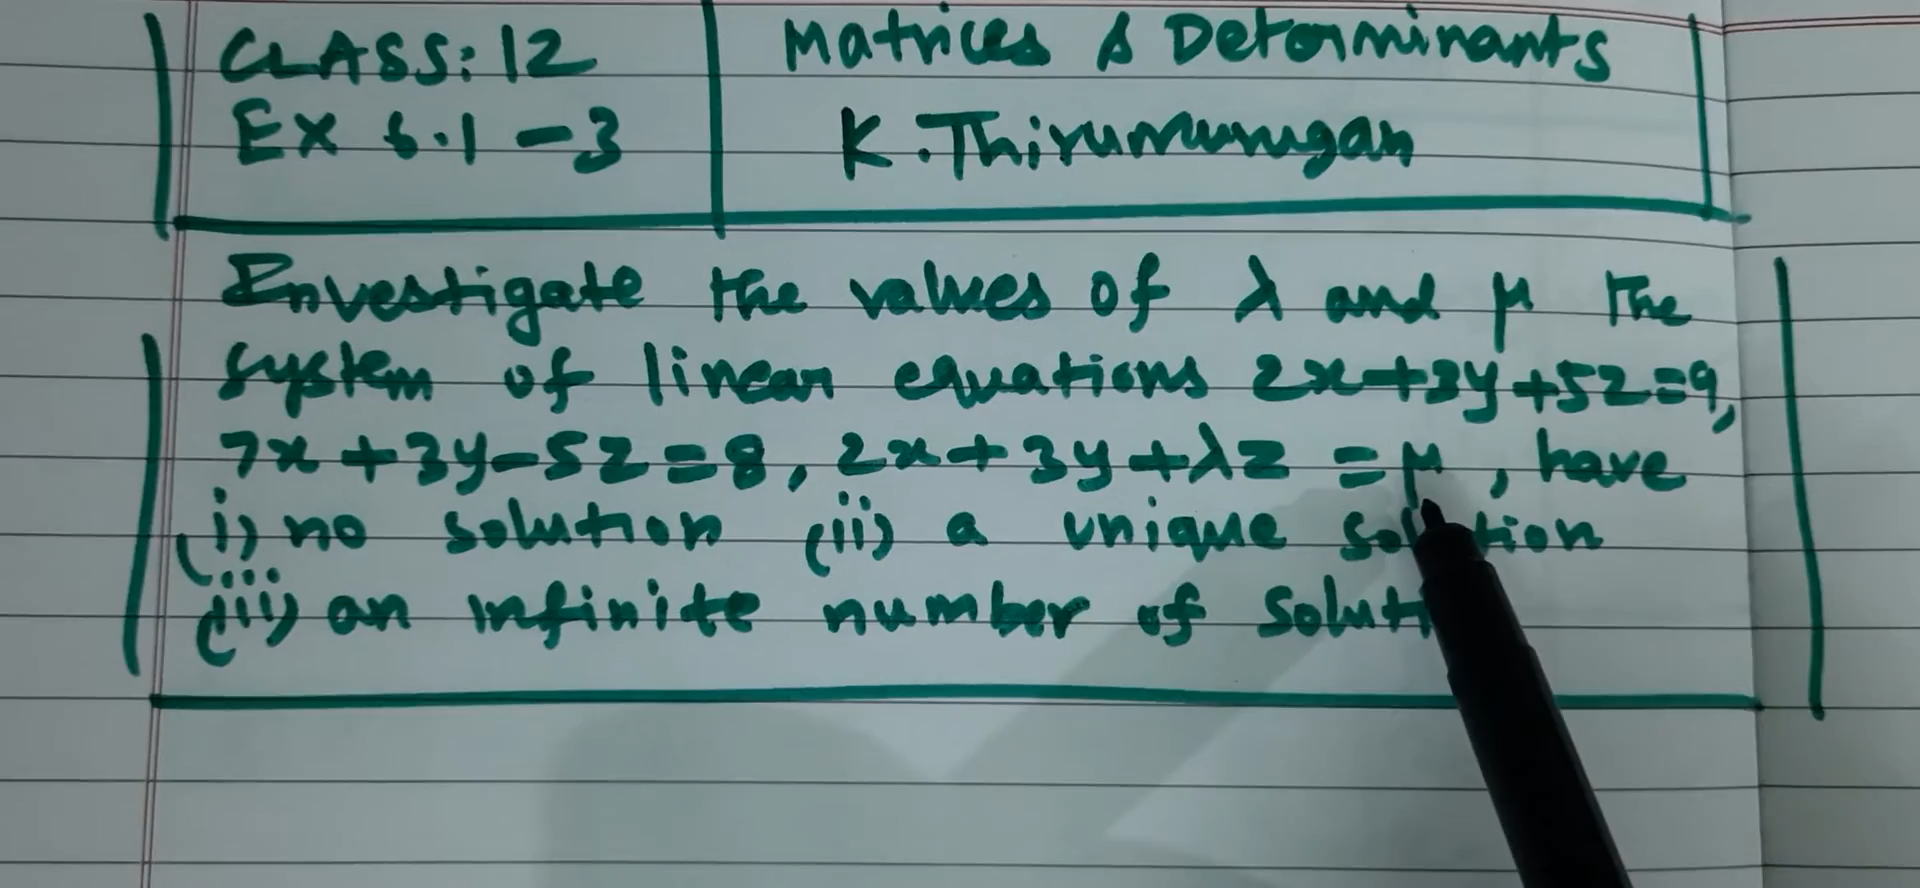 CLASS: 12
EX 6.1 - 3
Matrices & Determinants
K. Thirumurugan
Investigate the values of λ and μ the
system of linear equations 2x+3y+5z=9,
7x+3y-5z=8, 2x+3y+λz=μ, have
(i) no solution (ii) a unique
(iii) an infinite number of